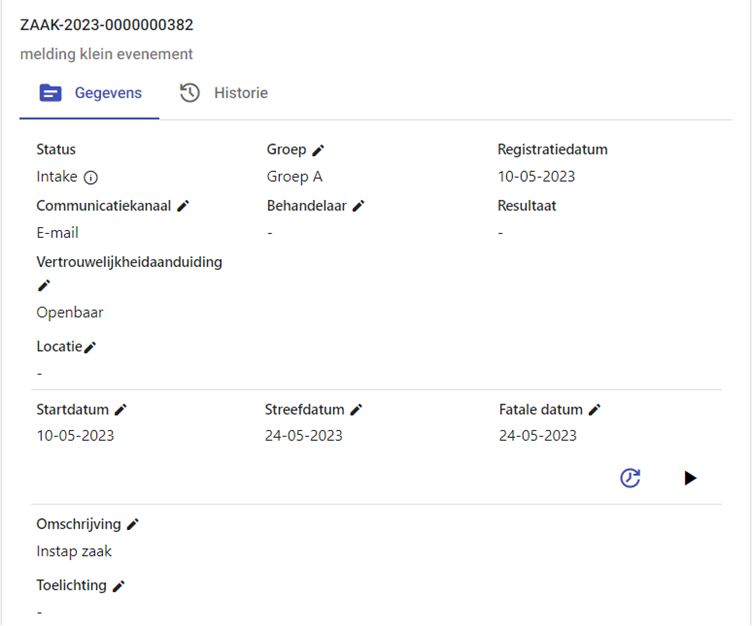 ZAAK-2023-0000000382
melding klein evenement
Gegevens Historie
Status Groep Registratiedatum
Intake Groep A 10-05-2023
Communicatiekanaal Behandelaar Resultaat
E-mail - -
Vertrouwelijkheidaanduiding
Openbaar
Locatie
-
Startdatum Streefdatum Fatale datum
10-05-2023 24-05-2023 24-05-2023
Omschrijving
Instap zaak
Toelichting
-